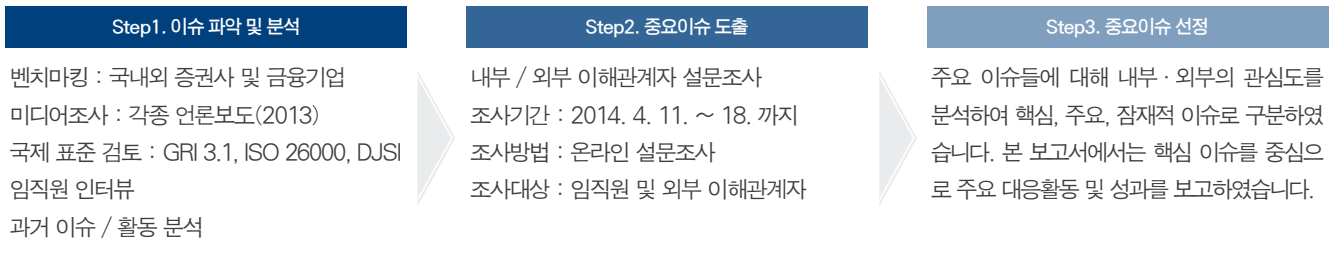 Step1. 이슈 파악 및 분석
벤치마킹 : 국내외 증권사 및 금융기업
미디어조사 : 각종 언론보도(2013)
국제 표준 검토 : GRI 3.1, ISO 26000, DJSI
임직원 인터뷰
과거 이슈 / 활동 분석
Step2. 중요이슈 도출
내부 / 외부 이해관계자 설문조사
조사기간 : 2014. 4. 11. ~ 18. 까지
조사방법 : 온라인 설문조사
조사대상 : 임직원 및 외부 이해관계자
Step3. 중요이슈 선정
주요 이슈들에 대해 내부 · 외부의 관심도를
분석하여 핵심, 주요, 잠재적 이슈로 구분하였
습니다. 본 보고서에서는 핵심 이슈를 중심으
로 주요 대응활동 및 성과를 보고하였습니다.